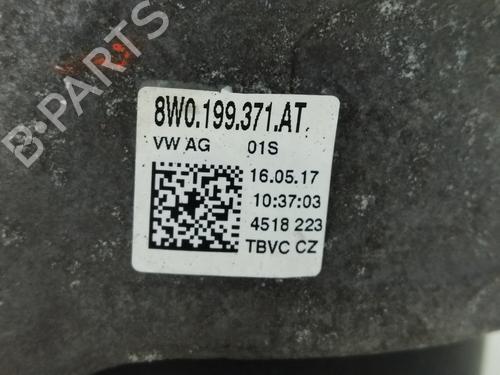 B-PARTS
8W0.199.371.AT.
VW AG 01S
16.05.17
10:37:03
4518 223
TBVC CZ